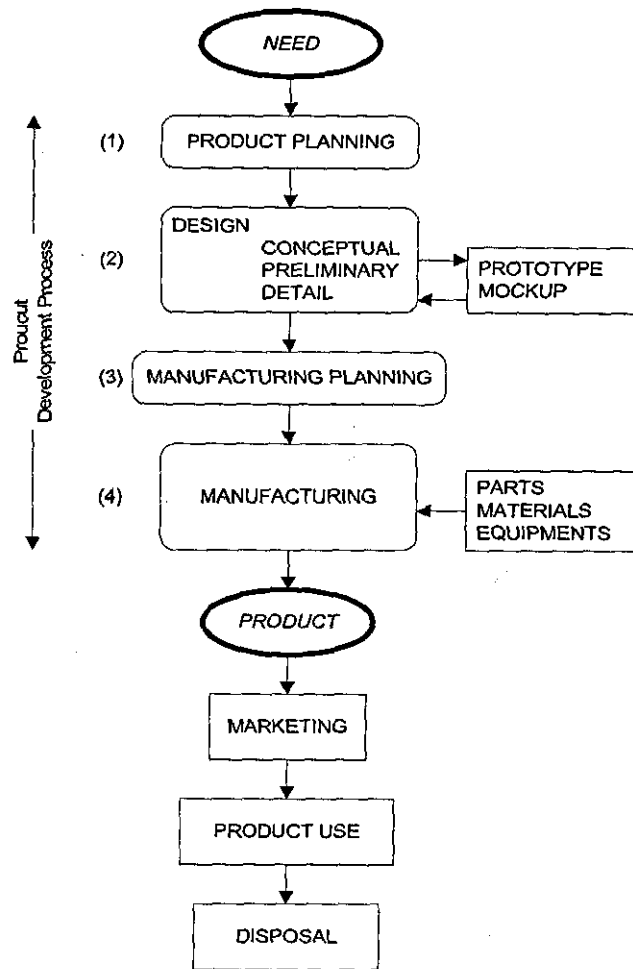 NEED
(1)
PRODUCT PLANNING
DESIGN
(2)
CONCEPTUAL
PRELIMINARY
DETAIL
PROTOTYPE
MOCKUP
Proucut
Development Process
(3)
MANUFACTURING PLANNING
(4)
MANUFACTURING
PARTS
MATERIALS
EQUIPMENTS
PRODUCT
MARKETING
PRODUCT USE
DISPOSAL